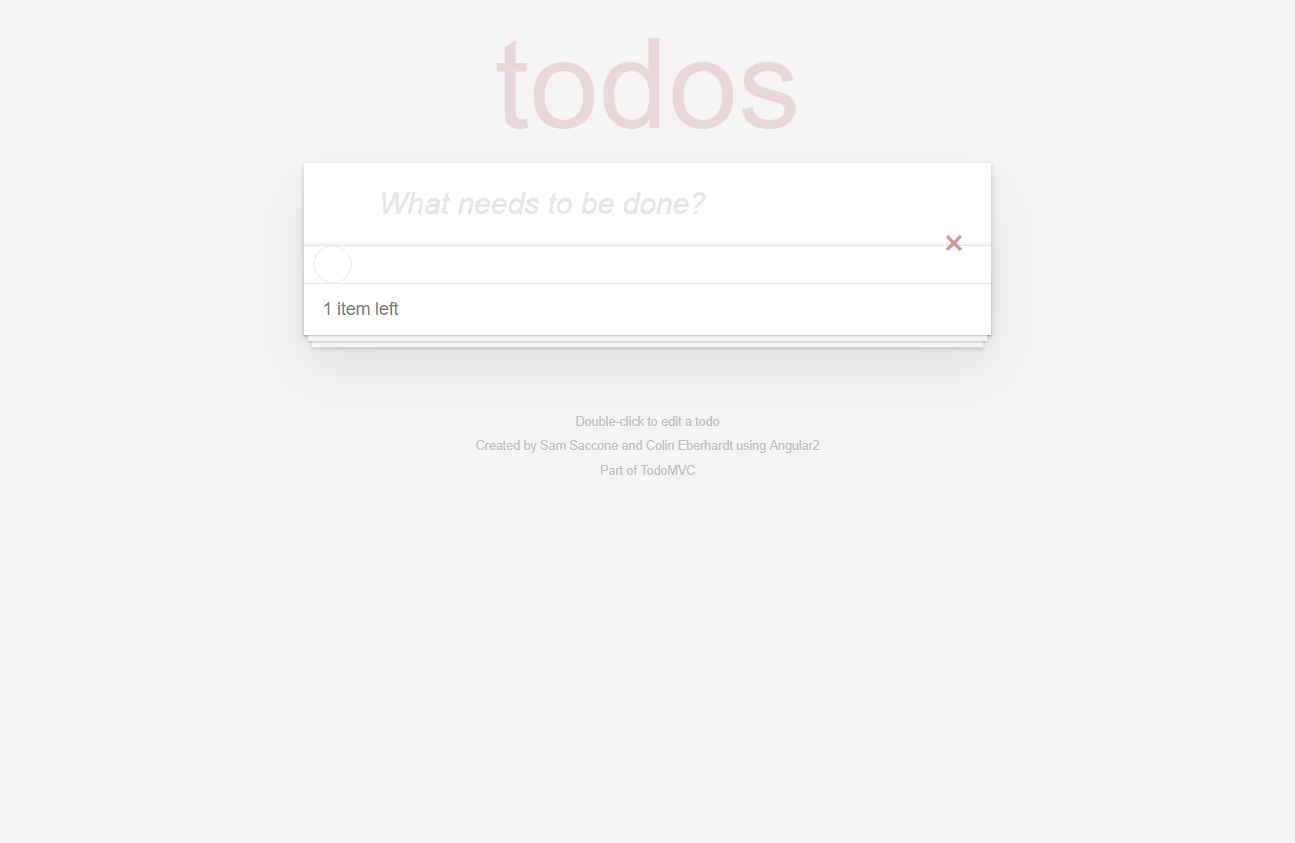 todos
What needs to be done?
1 item left
Double-click to edit a todo
Created by Sam Saccone and Colin Eberhardt using Angular2
Part of TodoMVC